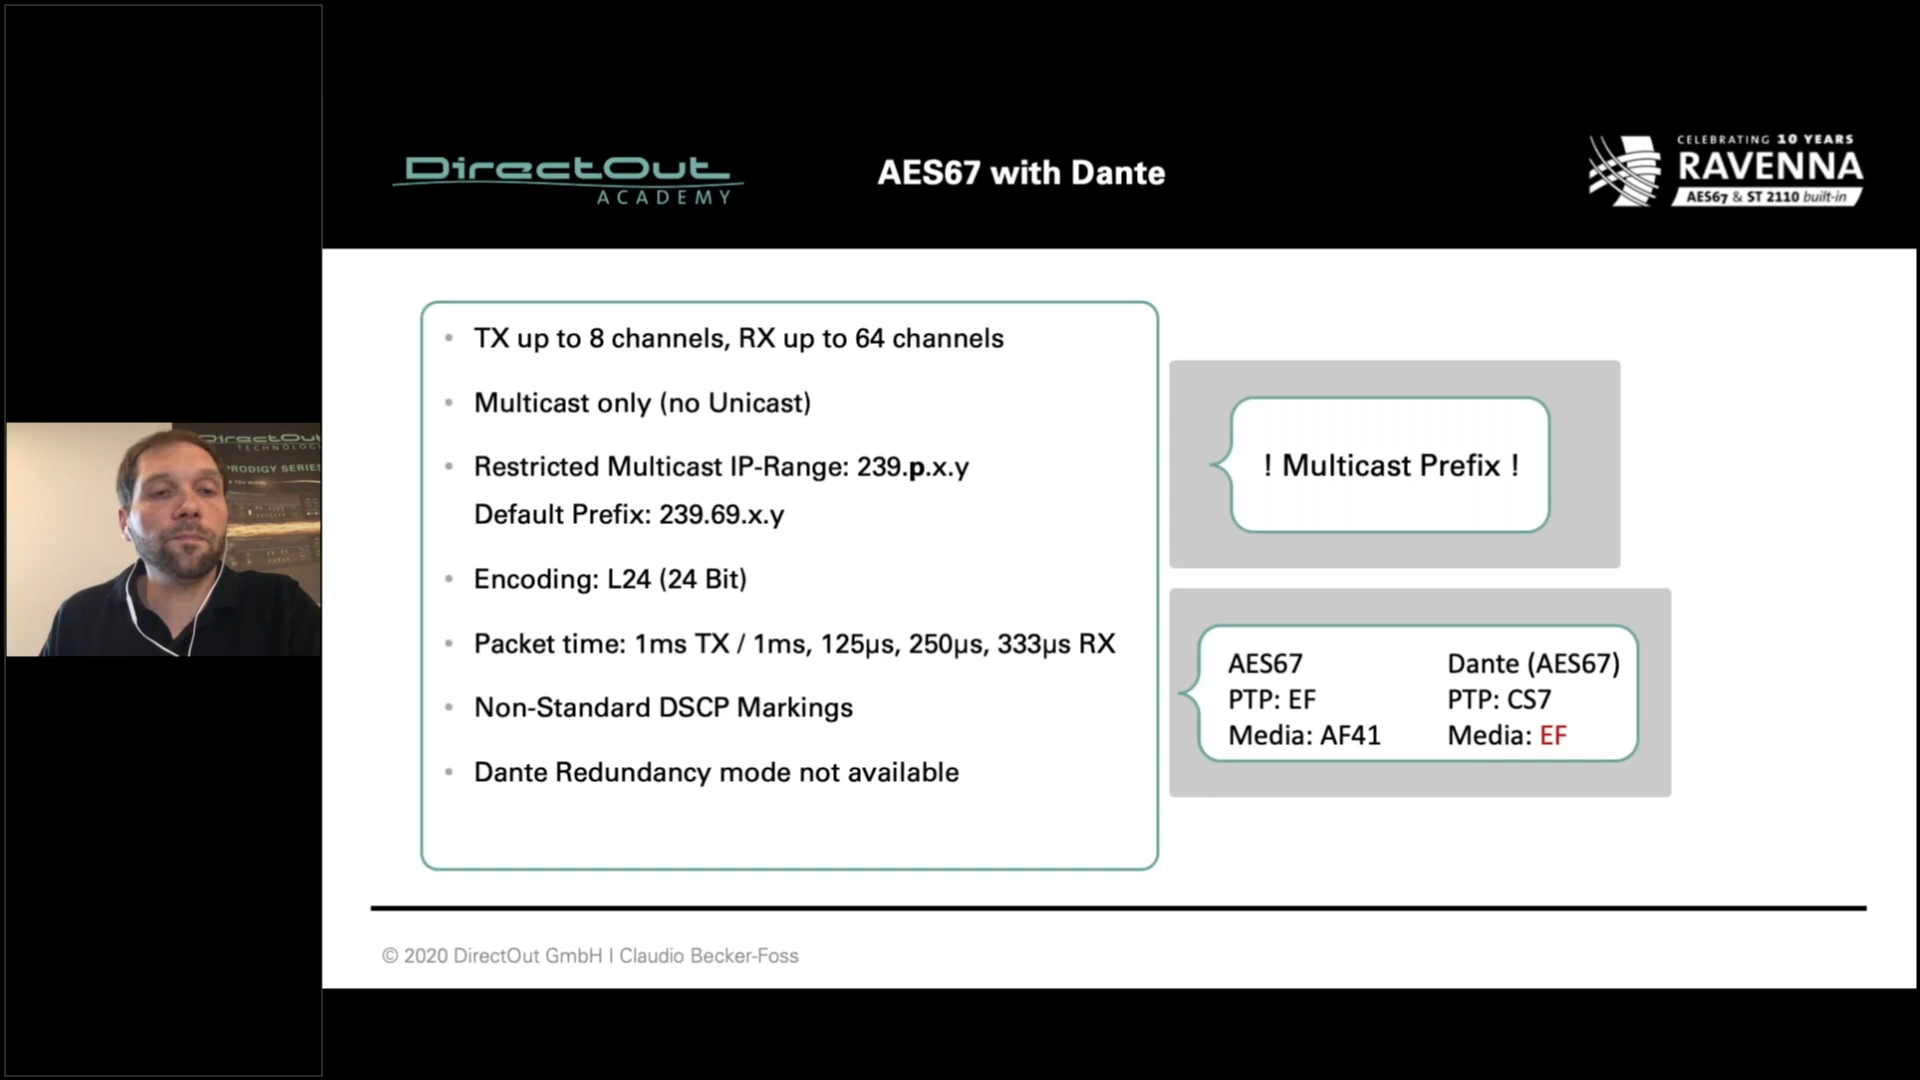 DirectOut
ACADEMY
AES67 with Dante
CELEBRATING 10 YEARS
RAVENNA
AES67 & ST 2110 built-in
• TX up to 8 channels, RX up to 64 channels
• Multicast only (no Unicast)
• Restricted Multicast IP-Range: 239.p.x.y
Default Prefix: 239.69.x.y
• Encoding: L24 (24 Bit)
• Packet time: 1ms TX / 1ms, 125µs, 250µs, 333µs RX
• Non-Standard DSCP Markings
• Dante Redundancy mode not available
! Multicast Prefix !
AES67 Dante (AES67)
PTP: EF PTP: CS7
Media: AF41 Media: EF
DirectOut
TECHNOLOGI
PRODIGY SERIES
© 2020 DirectOut GmbH I Claudio Becker-Foss